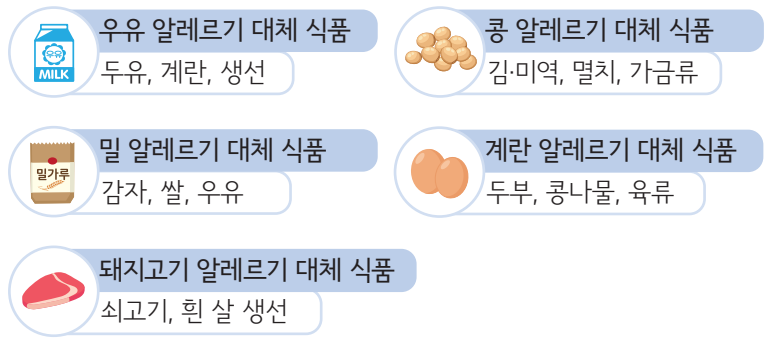 우유
MILK
우유 알레르기 대체 식품
두유, 계란, 생선
콩 알레르기 대체 식품
김·미역, 멸치, 가금류
밀가루
밀 알레르기 대체 식품
감자, 쌀, 우유
계란 알레르기 대체 식품
두부, 콩나물, 육류
돼지고기 알레르기 대체 식품
쇠고기, 흰 살 생선